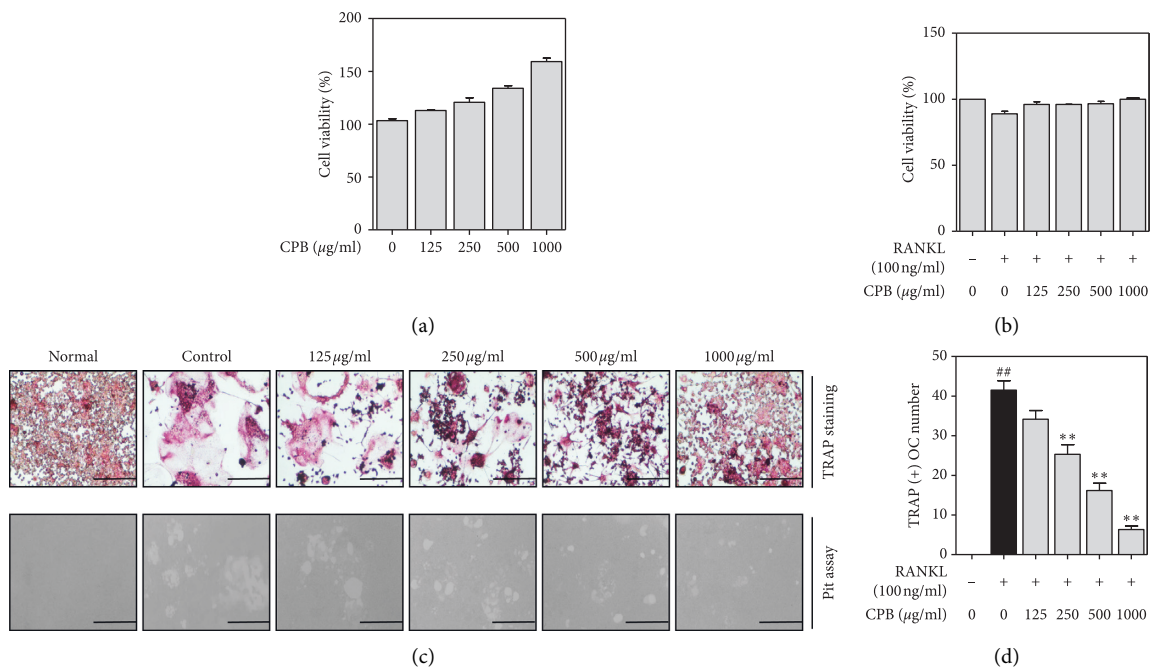 200
150
100
50
0
Cell viability (%)
CPB (μg/ml) 0 125 250 500 1000
(a)
150
100
50
0
Cell viability (%)
RANKL
(100 ng/ml) – + + + + +
CPB (μg/ml) 0 0 125 250 500 1000
(b)
Normal Control 125 μg/ml 250 μg/ml 500 μg/ml 1000 μg/ml
TRAP staining
Pit assay
(c)
50
40
30
20
10
0
TRAP (+) OC number
##
**
**
**
RANKL
(100 ng/ml) – + + + + +
CPB (μg/ml) 0 0 125 250 500 1000
(d)